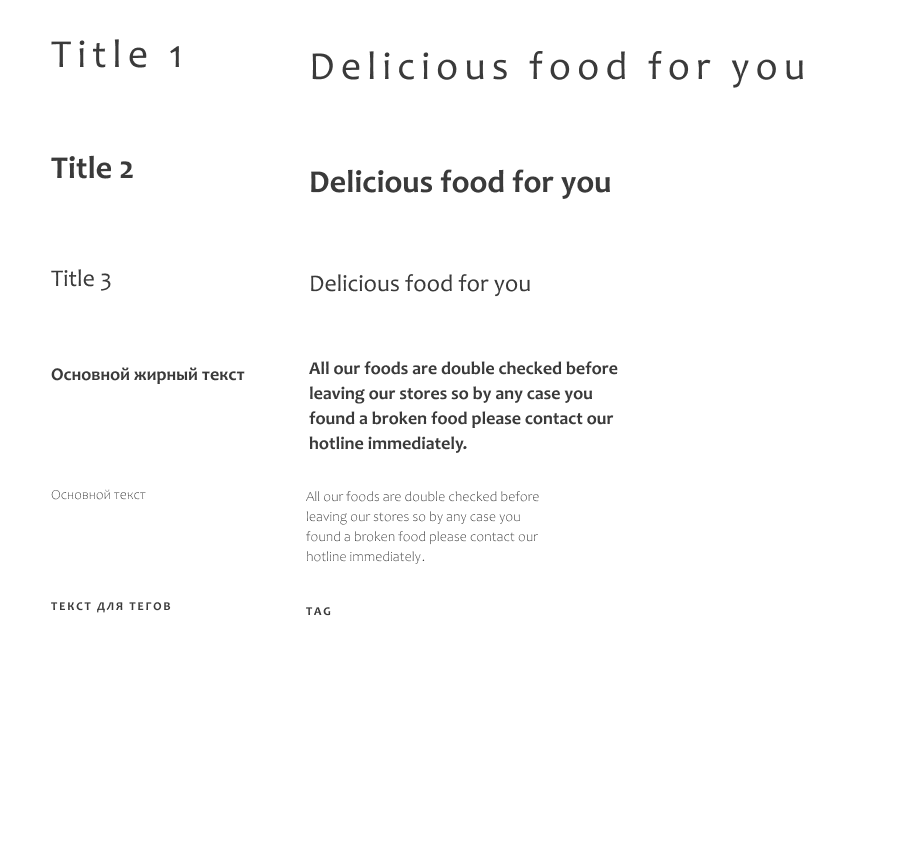 Title 1
Delicious food for you
Title 2
Delicious food for you
Title 3
Delicious food for you
Основной жирный текст
All our foods are double checked before
leaving our stores so by any case you
found a broken food please contact our
hotline immediately.
Основной текст
All our foods are double checked before
leaving our stores so by any case you
found a broken food please contact our
hotline immediately.
ТЕКСТ ДЛЯ ТЕГОВ
TAG